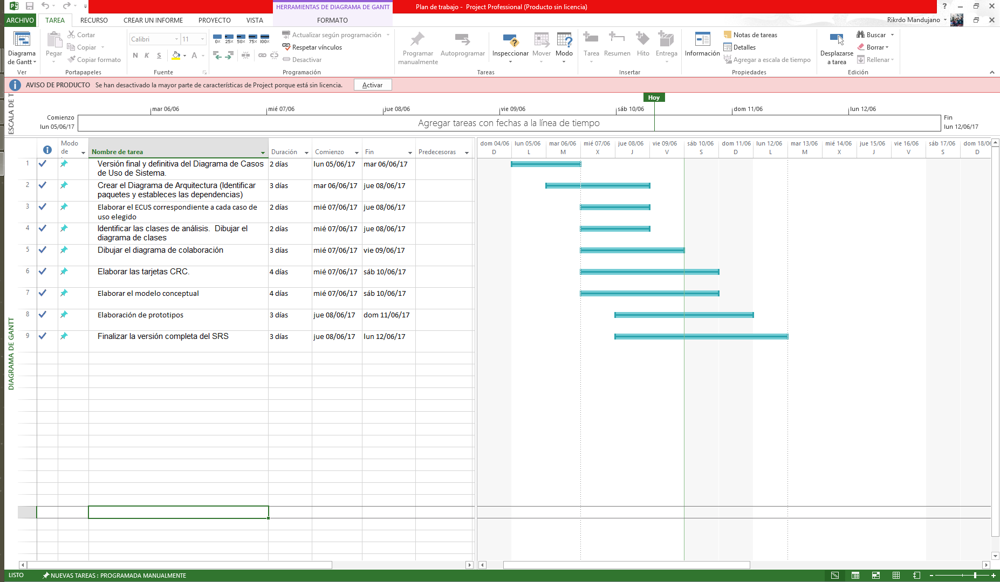 HERRAMIENTAS DE DIAGRAMA DE GANTT
Plan de trabajo - Project Professional (Producto sin licencia)
ARCHIVO TAREA RECURSO CREAR UN INFORME PROYECTO VISTA FORMATO
Rikrdo Mandujano
Diagrama
de Gantt
Ver
Pegar
Cortar
Copiar
Copiar formato
Portapapeles
Calibri 11
N K S A
Fuente
0% 25% 50% 75% 100%
Actualizar según programación
Respetar vínculos
Desactivar
Programación
Programar
manualmente
Autoprogramar
Inspeccionar
Mover
Modo
Tareas
Tarea
Resumen
Hito
Entrega
Insertar
Información
Notas de tareas
Detalles
Agregar a escala de tiempo
Propiedades
Desplazarse
a tarea
Buscar
Borrar
Rellenar
Edición
AVISO DE PRODUCTO Se han desactivado la mayor parte de características de Project porque está sin licencia. Activar
ESCALA DE T
Hoy
mar 06/06 mié 07/06 jue 08/06 vie 09/06 sáb 10/06 dom 11/06 lun 12/06
Comienzo
lun 05/06/17
Agregar tareas con fechas a la línea de tiempo
Fin
lun 12/06/17
DIAGRAMA DE GANTT
Modo
de
Nombre de tarea Duración Comienzo Fin Predecesoras
dom 04/06 lun 05/06 mar 06/06 mié 07/06 jue 08/06 vie 09/06 sáb 10/06 dom 11/06 lun 12/06 mar 13/06 mié 14/06 jue 15/06 vie 16/06 sáb 17/06 dom 18/06
D L M X J V S D L M X J V S D
1 Versión final y definitiva del Diagrama de Casos 2 días lun 05/06/17 mar 06/06/17
de Uso de Sistema.
2 Crear el Diagrama de Arquitectura (Identificar 3 días mar 06/06/17 jue 08/06/17
paquetes y estableces las dependencias)
3 Elaborar el ECUS correspondiente a cada caso de 2 días mié 07/06/17 jue 08/06/17
uso elegido
4 Identificar las clases de análisis. Dibujar el 2 días mié 07/06/17 jue 08/06/17
diagrama de clases
5 Dibujar el diagrama de colaboración 3 días mié 07/06/17 vie 09/06/17
6 Elaborar las tarjetas CRC. 4 días mié 07/06/17 sáb 10/06/17
7 Elaborar el modelo conceptual 4 días mié 07/06/17 sáb 10/06/17
8 Elaboración de prototipos 3 días jue 08/06/17 dom 11/06/17
9 Finalizar la versión completa del SRS 3 días jue 08/06/17 lun 12/06/17
LISTO NUEVAS TAREAS : PROGRAMADA MANUALMENTE